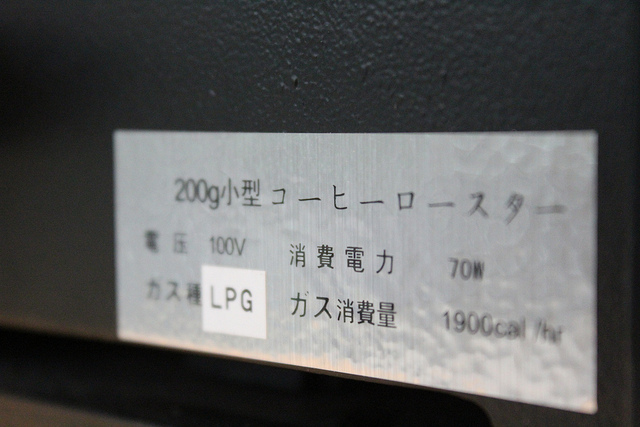 200g小型コーヒーロースター
電圧 100V 消費電力 70W
ガス種 LPG ガス消費量 1900cal/hr